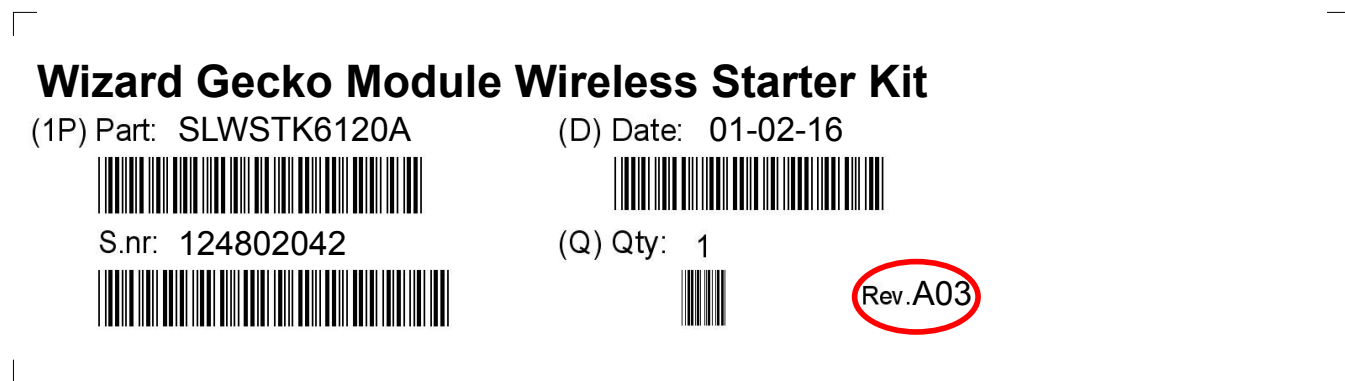 Wizard Gecko Module Wireless Starter Kit
(1P) Part: SLWSTK6120A (D) Date: 01-02-16
S.nr: 124802042 (Q) Qty: 1
Rev.A03